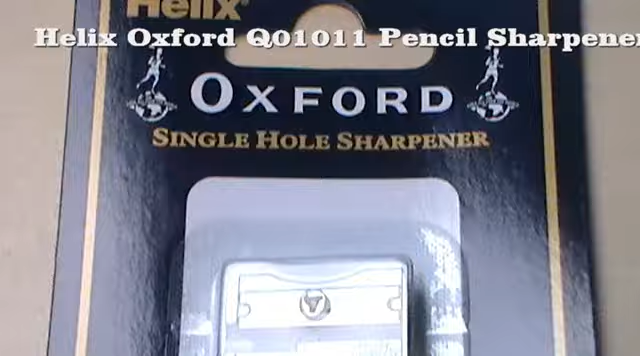 Helix®
Helix Oxford Q01011 Pencil Sharpener
OXFORD
SINGLE HOLE SHARPENER